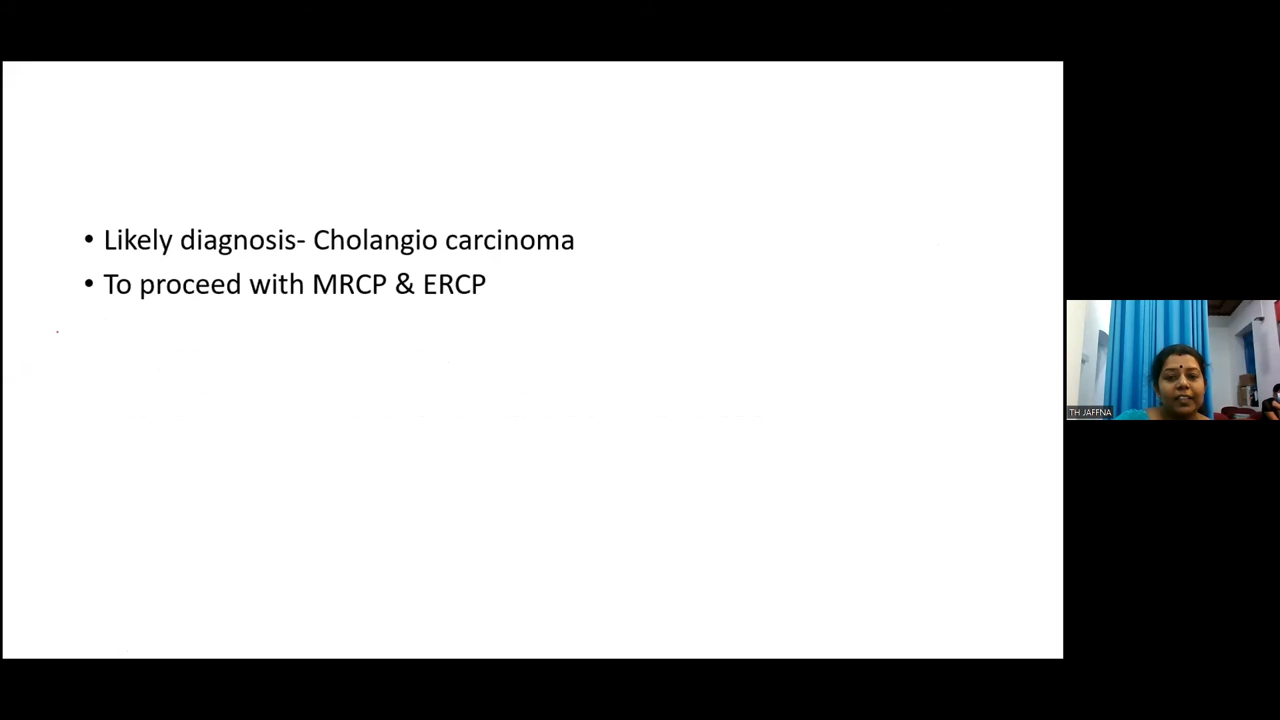 • Likely diagnosis- Cholangio carcinoma
• To proceed with MRCP & ERCP
TH JAFFNA